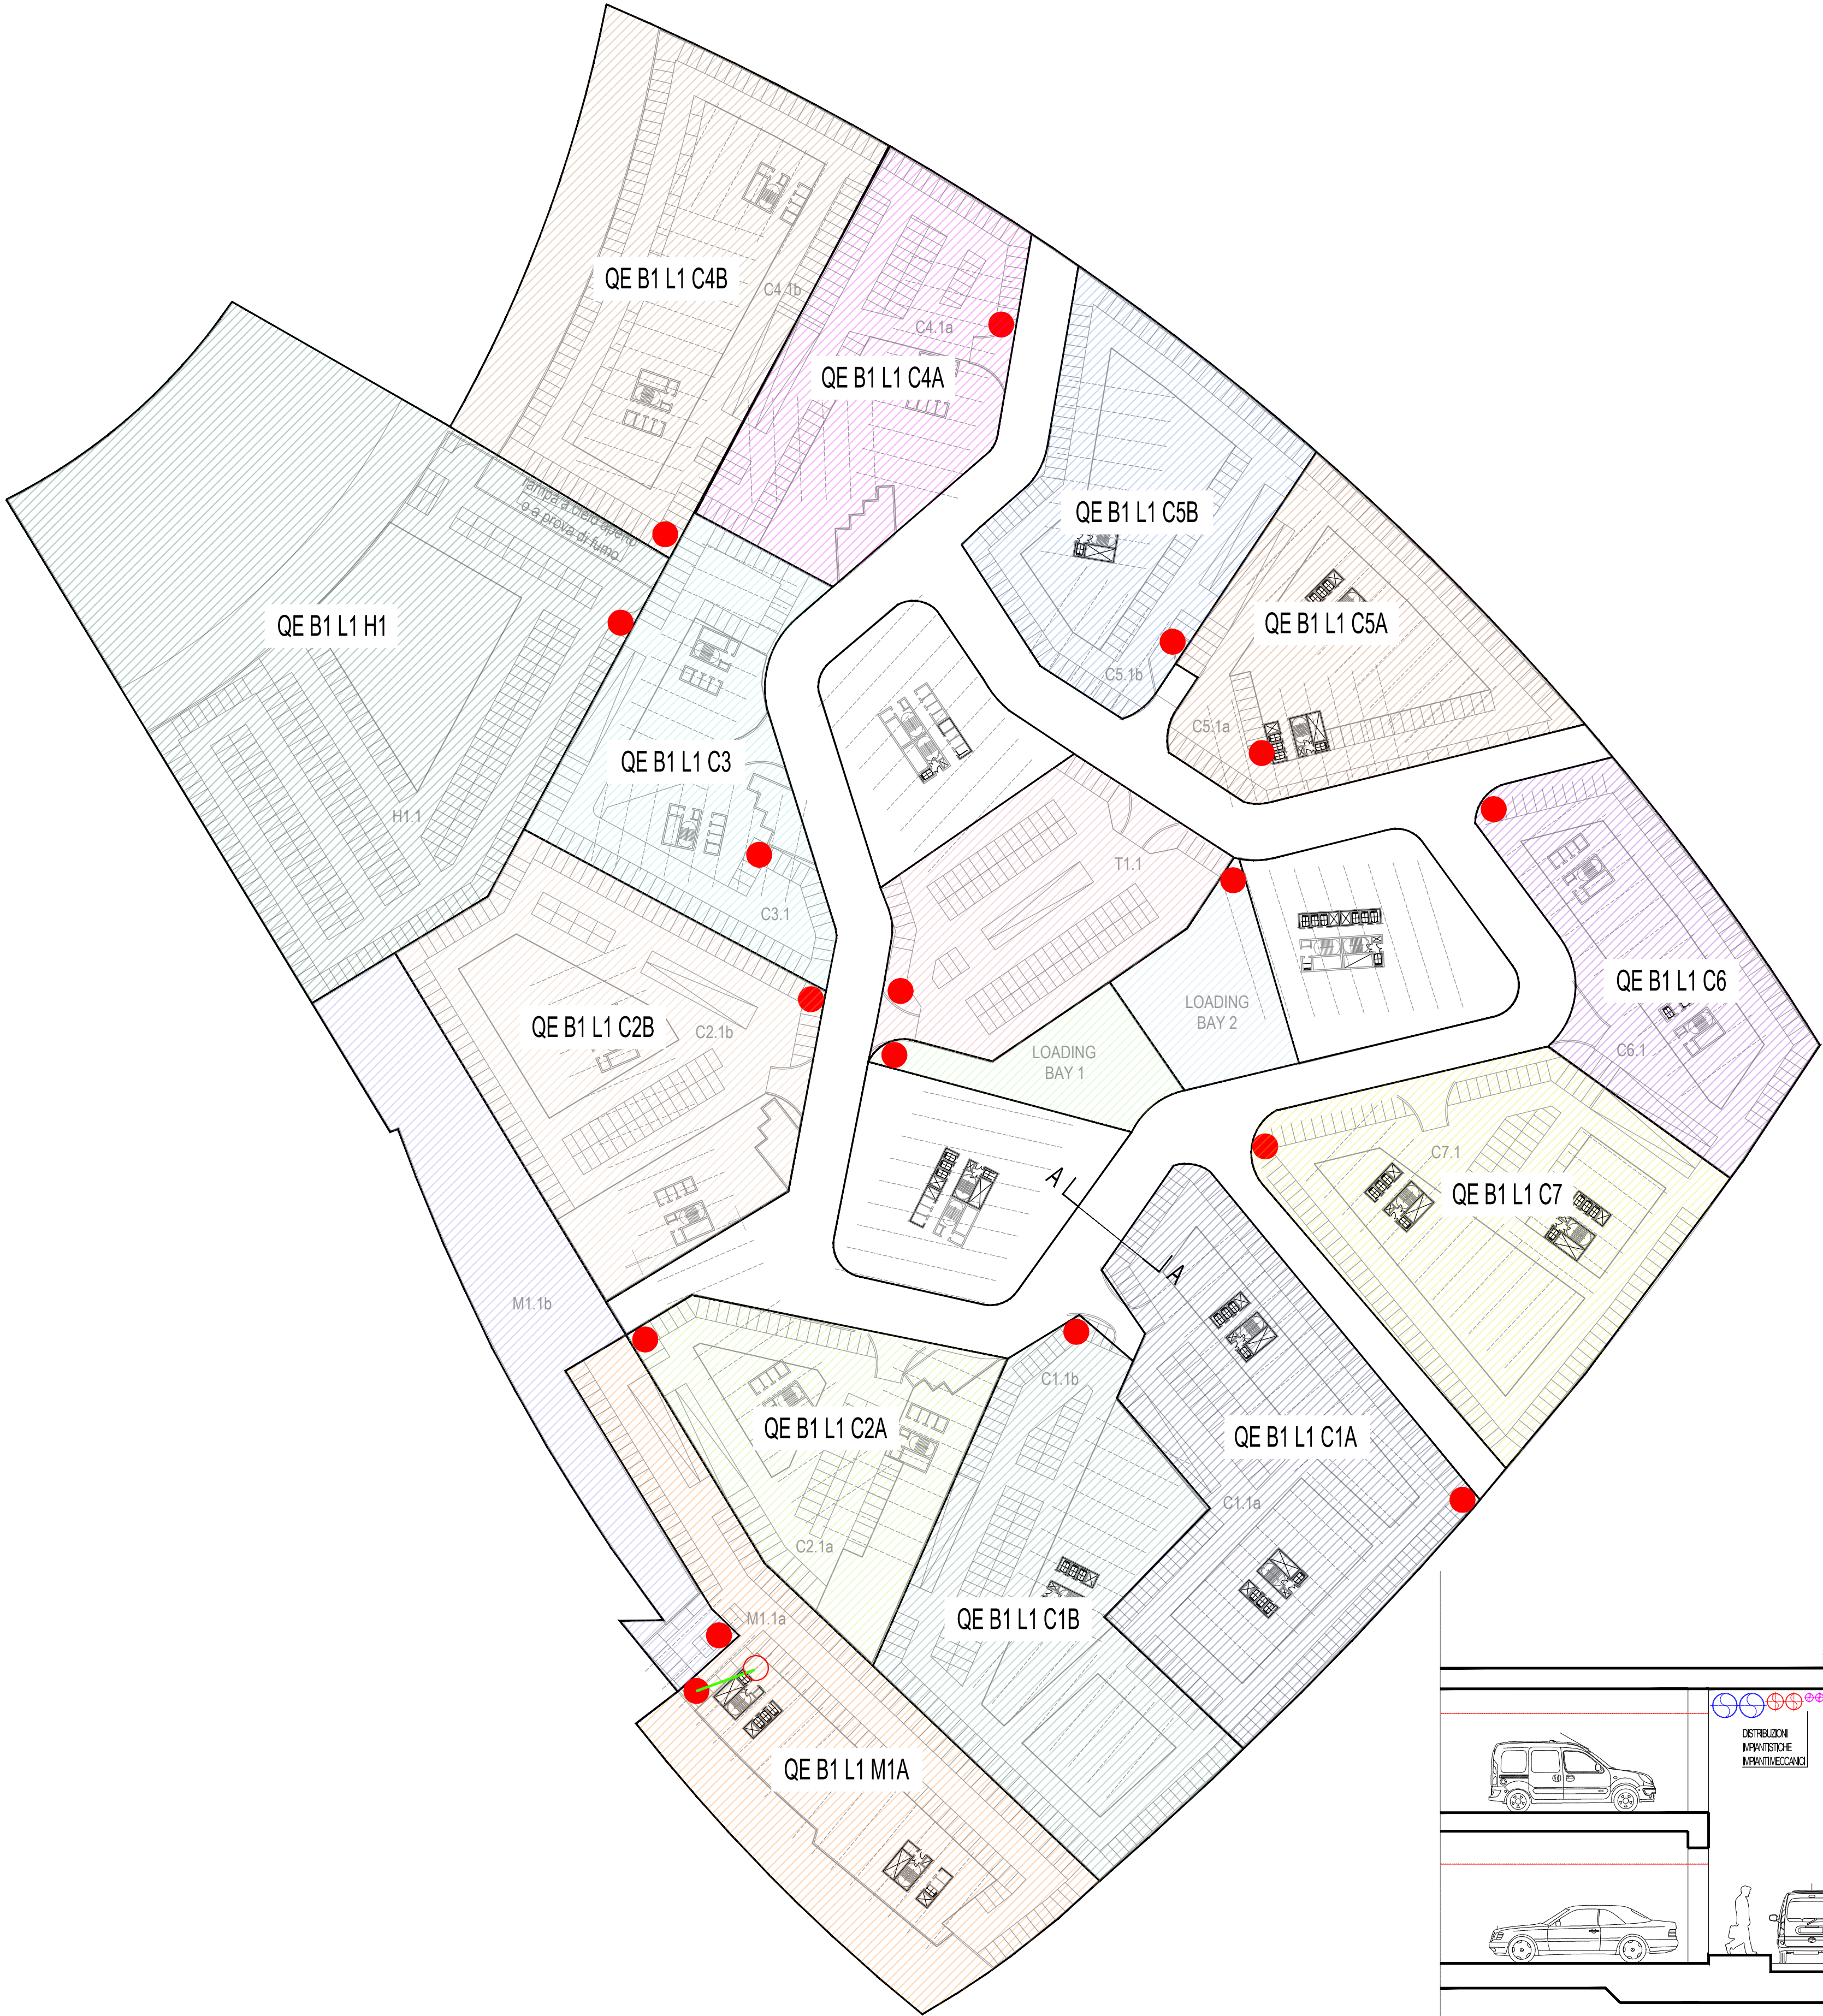 QE B1 L1 C4B
C4.1b
C4.1a
QE B1 L1 C4A
rampa a cielo aperto
o a prova di fumo
QE B1 L1 C5B
QE B1 L1 H1
QE B1 L1 C5A
C5.1b
C5.1a
QE B1 L1 C3
H1.1
T1.1
C3.1
QE B1 L1 C6
LOADING
BAY 2
QE B1 L1 C2B
C2.1b
LOADING
BAY 1
C6.1
C7.1
A
QE B1 L1 C7
A
M1.1b
C1.1b
QE B1 L1 C2A
QE B1 L1 C1A
C1.1a
C2.1a
M1.1a
QE B1 L1 C1B
DISTRIBUZIONI
IMPIANTISTICHE
IMPIANTI MECCANICI
QE B1 L1 M1A